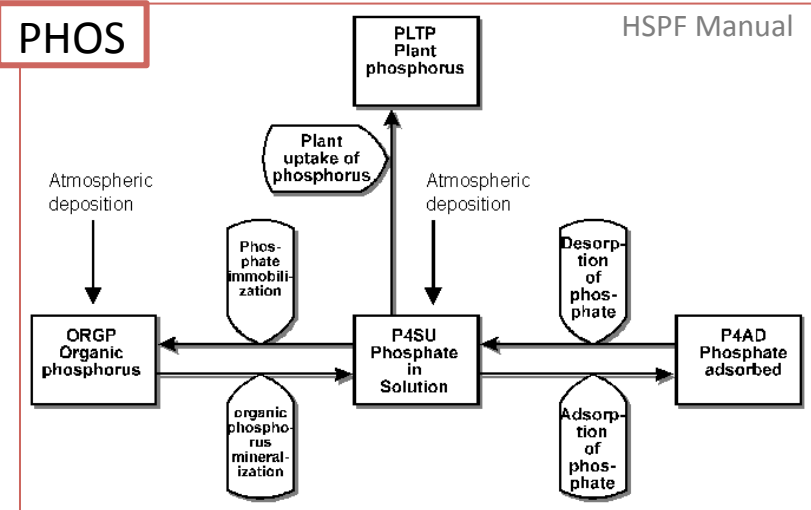 PHOS
HSPF Manual
PLTP
Plant
phosphorus
Plant
uptake of
phosphorus
Atmospheric
deposition
Atmospheric
deposition
Phos-
phate
immobili-
zation
Desorp-
tion
of
phos-
phate
ORGP
Organic
phosphorus
P4SU
Phosphate
in
Solution
P4AD
Phosphate
adsorbed
organic
phospho-
rus
mineral-
ization
Adsorp-
tion
of
phos-
phate